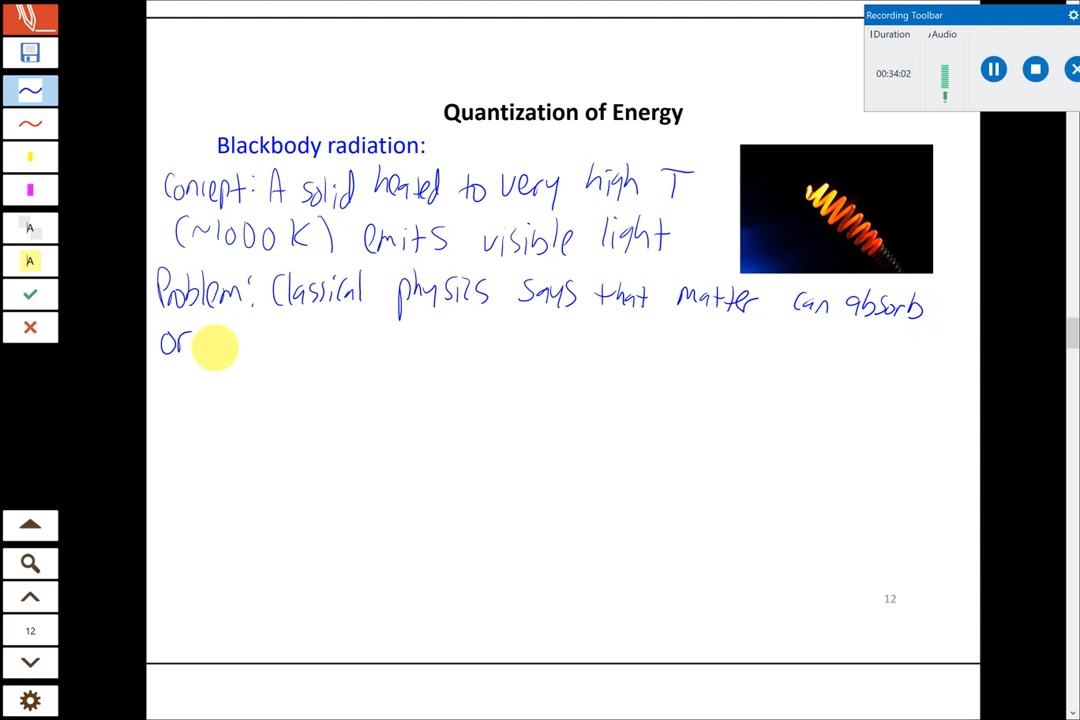 Recording Toolbar
Duration
Audio
00:34:02
Quantization of Energy
Blackbody radiation:
Concept: A solid heated to very high T
(~1000 K) emits visible light
Problem: Classical physics says that matter can absorb
or
A
A
12
12